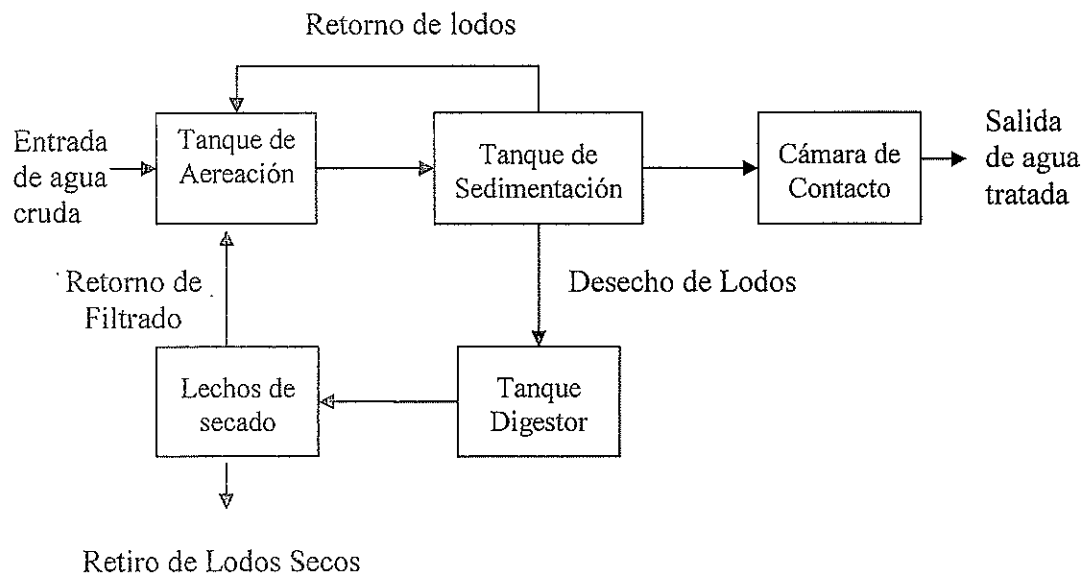 Retorno de lodos
Entrada
de agua
cruda
Tanque de
Aereación
Tanque de
Sedimentación
Cámara de
Contacto
Salida
de agua
tratada
Retorno de
Filtrado
Desecho de Lodos
Lechos de
secado
Tanque
Digestor
Retiro de Lodos Secos